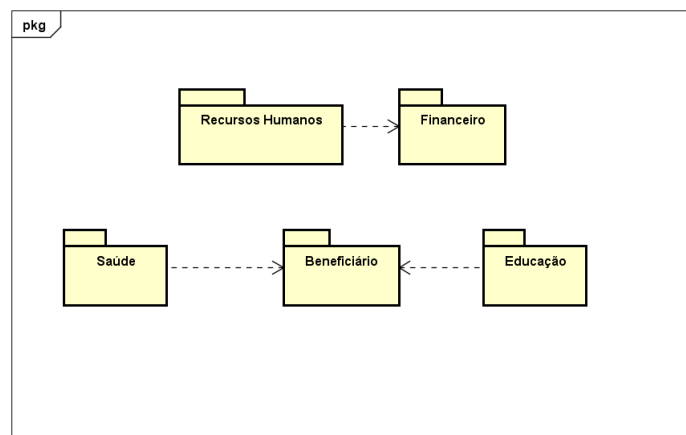 pkg
Recursos Humanos
Financeiro
Saúde
Beneficiário
Educação